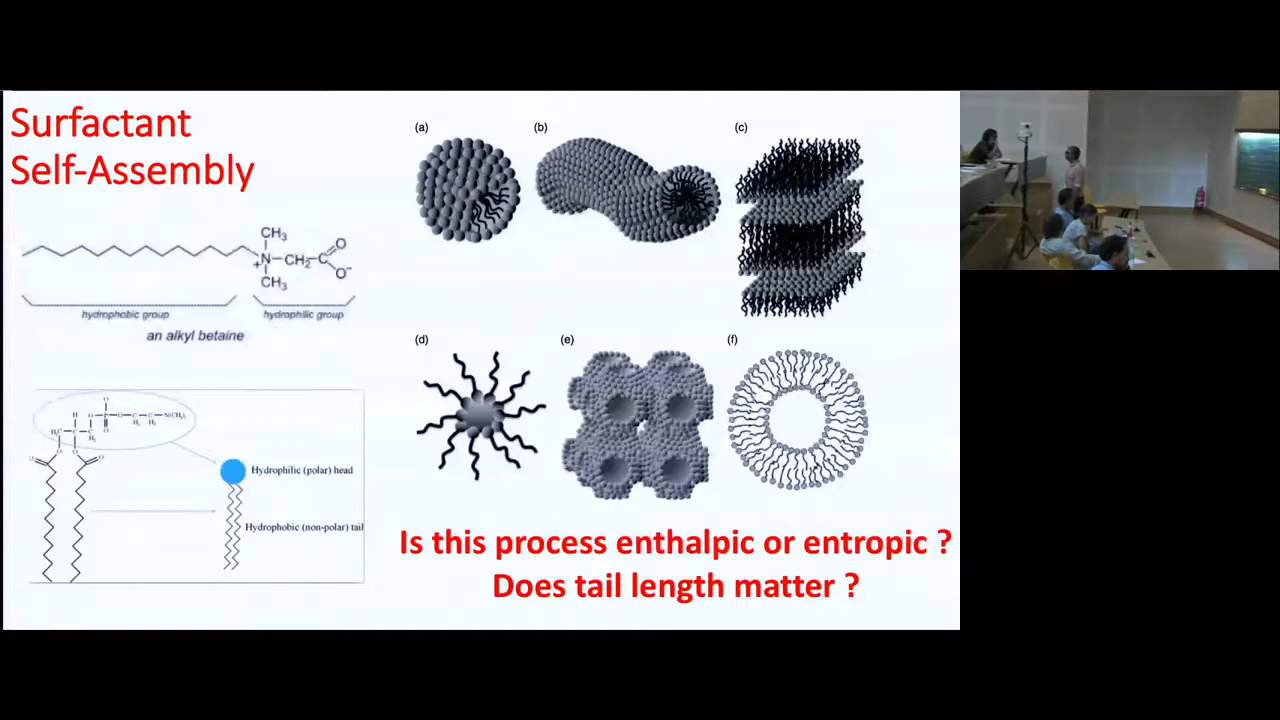 Surfactant
Self-Assembly
CH3
N
+
CH2
C
O
O-
CH3
hydrophobic group
hydrophilic group
an alkyl betaine
Hydrophilic (polar) head
Hydrophobic (non-polar) tail
(a)
(b)
(c)
(d)
(e)
(f)
Is this process enthalpic or entropic ?
Does tail length matter ?